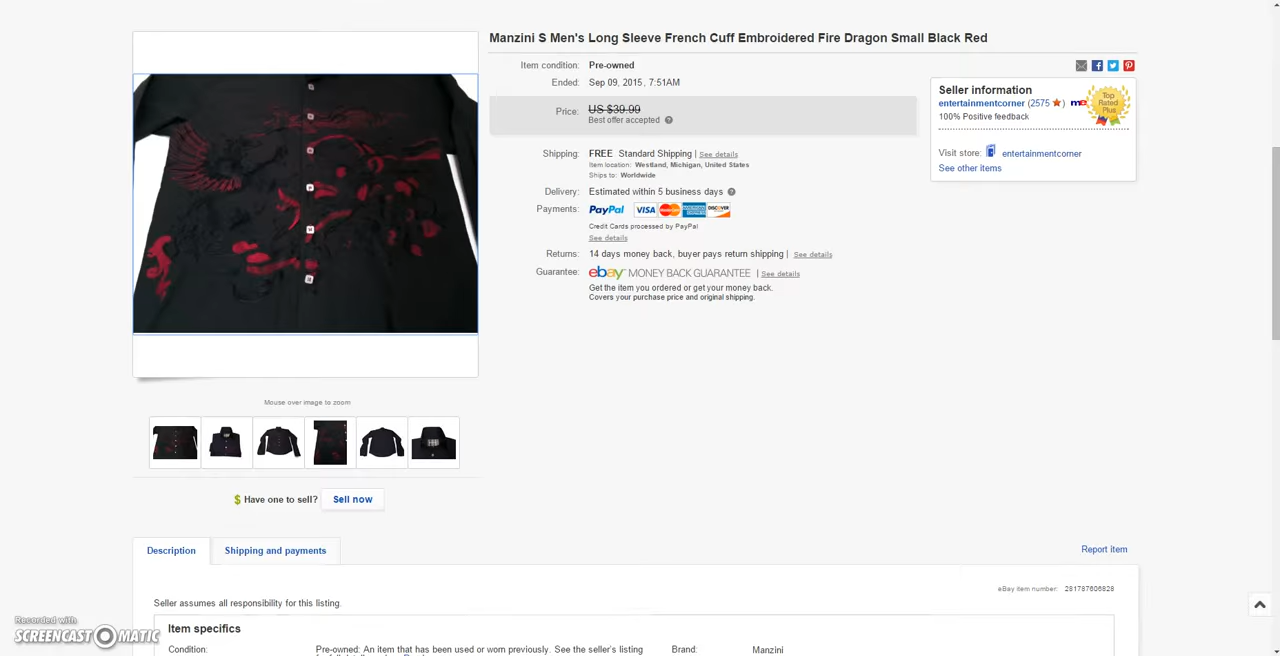 Manzini S Men's Long Sleeve French Cuff Embroidered Fire Dragon Small Black Red
Item condition: Pre-owned
Ended: Sep 09, 2015 , 7:51AM
Price: US $39.99
Best offer accepted
Shipping: FREE Standard Shipping | See details
Item location: Westland, Michigan, United States
Ships to: Worldwide
Delivery: Estimated within 5 business days
Payments: PayPal VISA MasterCard AMERICAN EXPRESS DISCOVER
Credit Cards processed by PayPal
See details
Returns: 14 days money back, buyer pays return shipping | See details
Guarantee: ebay MONEY BACK GUARANTEE | See details
Get the item you ordered or get your money back.
Covers your purchase price and original shipping.
Seller information
entertainmentcorner (2575 ) me
100% Positive feedback
Top Rated Plus
Visit store: entertainmentcorner
See other items
Mouse over image to zoom
$ Have one to sell? Sell now
Description
Shipping and payments
Report item
eBay item number: 281787606828
Seller assumes all responsibility for this listing.
Item specifics
Condition: Pre-owned: An item that has been used or worn previously. See the seller's listing
Brand: Manzini
Recorded with
SCREENCAST-O-MATIC